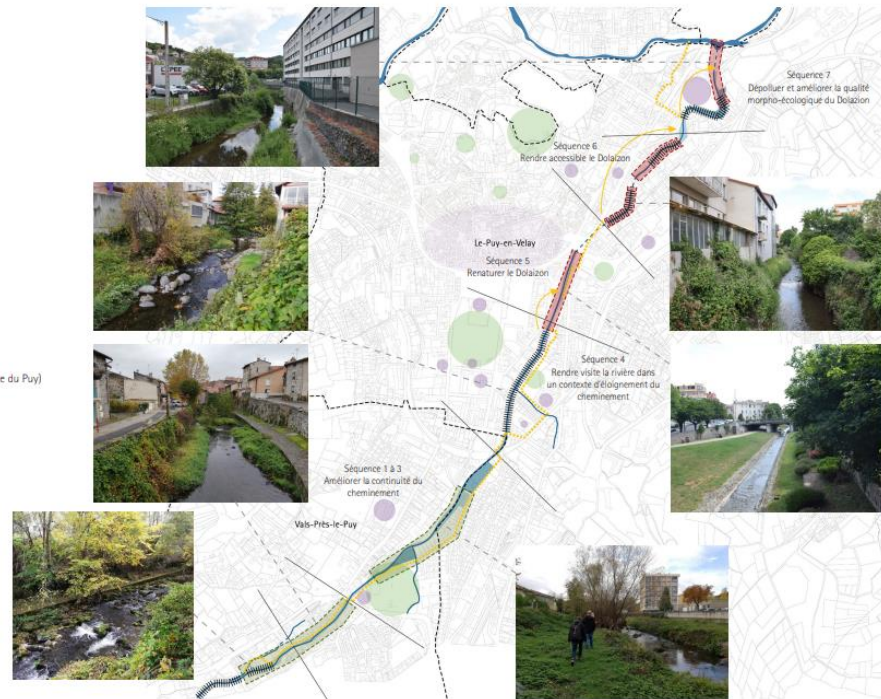 Séquence 7
Dépolluer et améliorer la qualité
morpho-écologique du Dolazion
Séquence 6
Rendre accessible le Dolaizon
Le-Puy-en-Velay
Séquence 5
Renaturer le Dolaizon
e du Puy)
Séquence 4
Rendre visite la rivière dans
un contexte d'éloignement du
cheminement
Séquence 1 à 3
Améliorer la continuité du
cheminement
Vals-Près-le-Puy